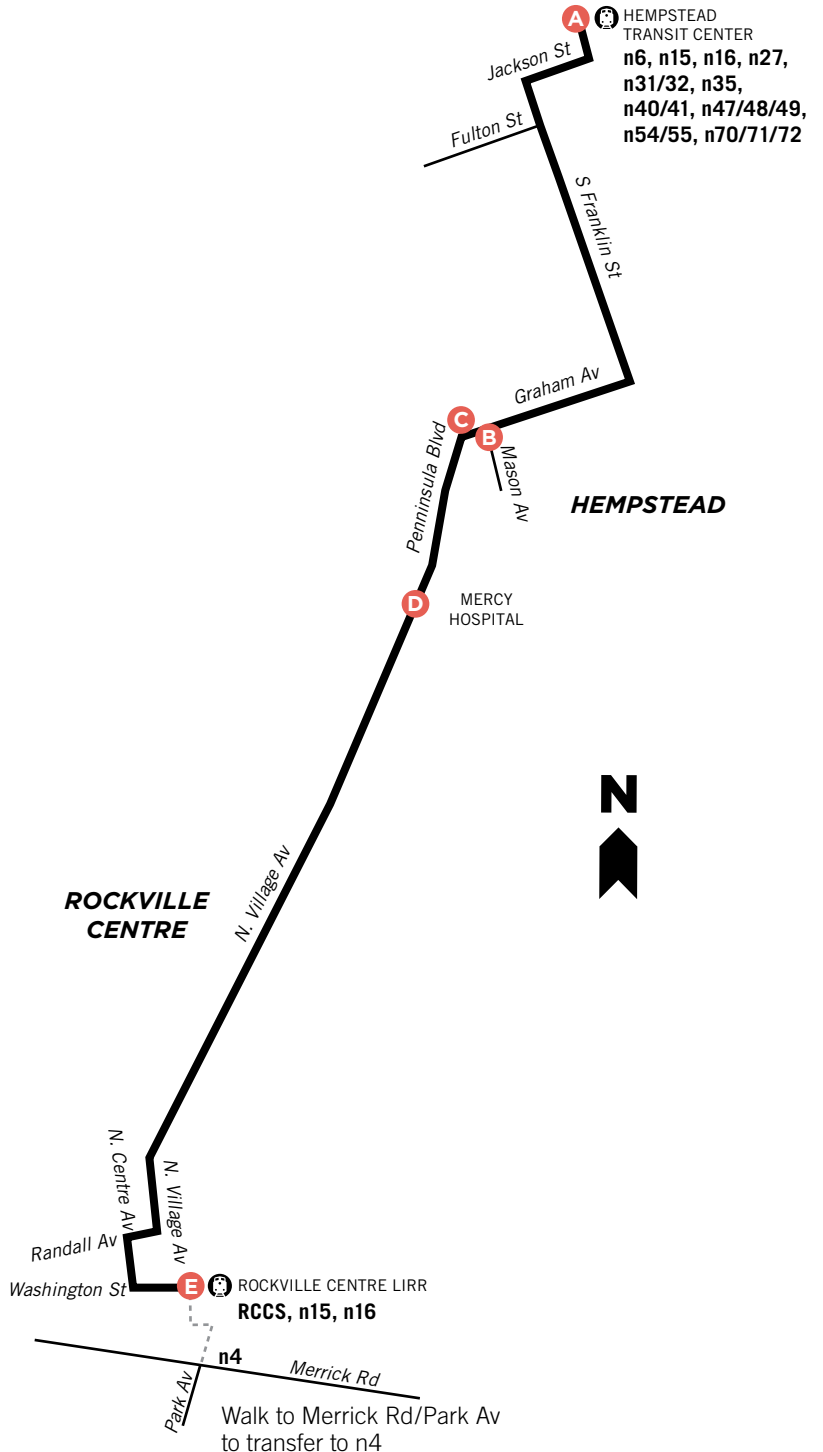 A
HEMPSTEAD
TRANSIT CENTER
n6, n15, n16, n27,
n31/32, n35,
n40/41, n47/48/49,
n54/55, n70/71/72
Jackson St
Fulton St
S Franklin St
Graham Av
C
B
Mason Av
Penninsula Blvd
HEMPSTEAD
D
MERCY
HOSPITAL
N
N. Village Av
ROCKVILLE
CENTRE
N. Centre Av
N. Village Av
Randall Av
Washington St
E
ROCKVILLE CENTRE LIRR
RCCS, n15, n16
n4
Merrick Rd
Park Av
Walk to Merrick Rd/Park Av
to transfer to n4